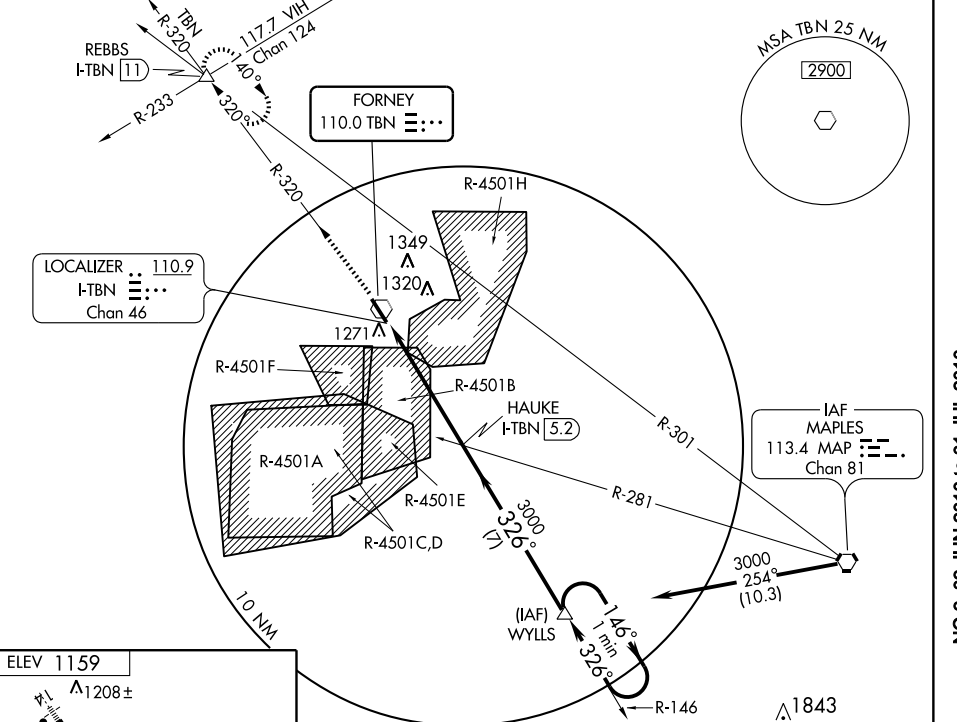 TBN
R-320
117.7 VIH
Chan 124
REBBS
I-TBN 11
140°
320°
R-233
R-320
FORNEY
110.0 TBN
MSA TBN 25 NM
2900
R-4501H
1349
1320
LOCALIZER 110.9
I-TBN
Chan 46
1271
R-4501F
R-4501B
HAUKE
I-TBN 5.2
R-301
IAF
MAPLES
113.4 MAP
Chan 81
R-4501A
R-4501E
R-281
R-4501C,D
3000
326°
(7)
3000
254°
(10.3)
10 NM
(IAF)
WYLLS
146°
1 min
326°
R-146
1843
ELEV 1159
1208±